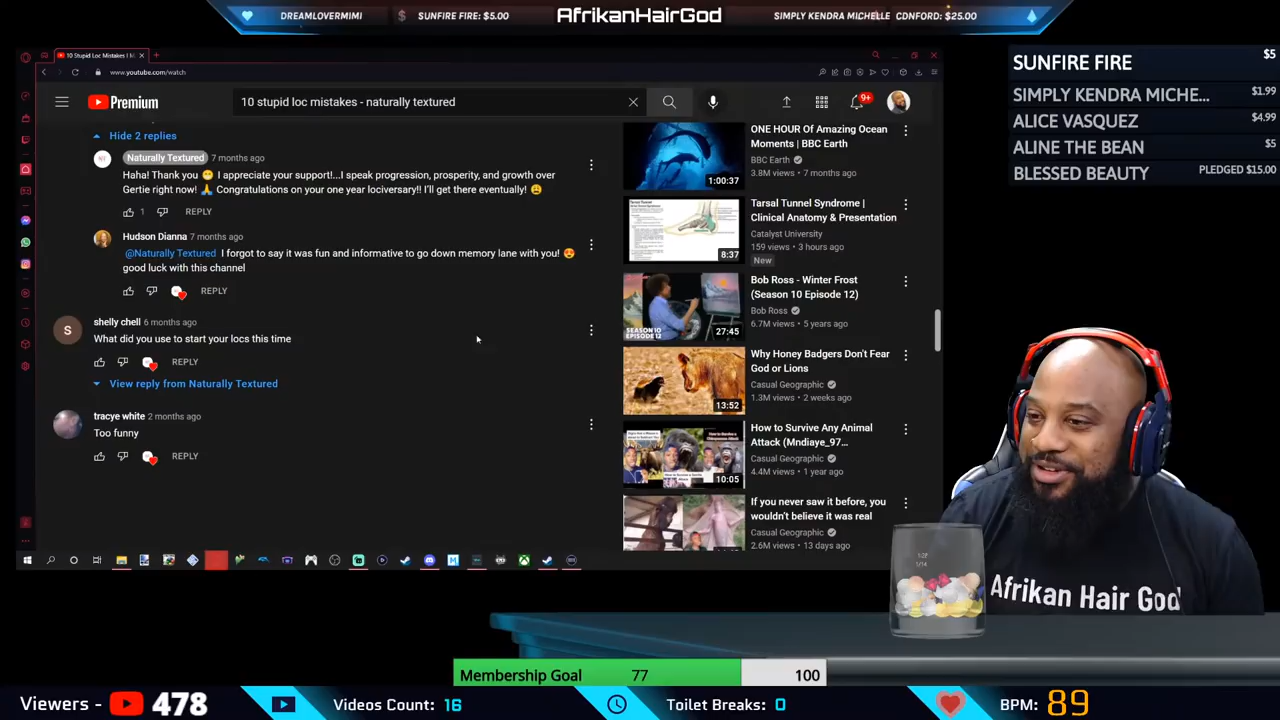 DREAMLOVERMIMI
SUNFIRE FIRE: $5.00
AfrikanHairGod
SIMPLY KENDRA MICHELLE
CDNFORD: $25.00
10 Stupid Loc Mistakes | N
www.youtube.com/watch
Premium
10 stupid loc mistakes - naturally textured
9+
Hide 2 replies
Naturally Textured 7 months ago
Haha! Thank you 😁 I appreciate your support!...I speak progression, prosperity, and growth over
Gertie right now! 🙏 Congratulations on your one year lociversary!! I'll get there eventually! 😩
1 REPLY
Hudson Dianna 7 months ago
@Naturally Textured I forgot to say it was fun and informative to go down memory lane with you! 😍
good luck with this channel
REPLY
S
shelly chell 6 months ago
What did you use to start your locs this time
REPLY
View reply from Naturally Textured
tracye white 2 months ago
Too funny
REPLY
ONE HOUR Of Amazing Ocean
Moments | BBC Earth
BBC Earth
3.8M views • 7 months ago
1:00:37
Tarsal Tunnel Syndrome |
Clinical Anatomy & Presentation
Catalyst University
159 views • 3 hours ago
New
8:37
Bob Ross - Winter Frost
(Season 10 Episode 12)
Bob Ross
6.7M views • 5 years ago
SEASON 10
EPISODE 12
27:45
Why Honey Badgers Don't Fear
God or Lions
Casual Geographic
1.3M views • 2 weeks ago
13:52
How to Survive Any Animal
Attack (Mndiaye_97...
Casual Geographic
4.4M views • 1 year ago
10:05
If you never saw it before, you
wouldn't believe it was real
Casual Geographic
2.6M views • 13 days ago
SUNFIRE FIRE $5
SIMPLY KENDRA MICHE... $1.99
ALICE VASQUEZ $4.99
ALINE THE BEAN $5
BLESSED BEAUTY PLEDGED $15.00
Afrikan Hair God
Membership Goal 77 100
Viewers - 478
Videos Count: 16
Toilet Breaks: 0
BPM: 89